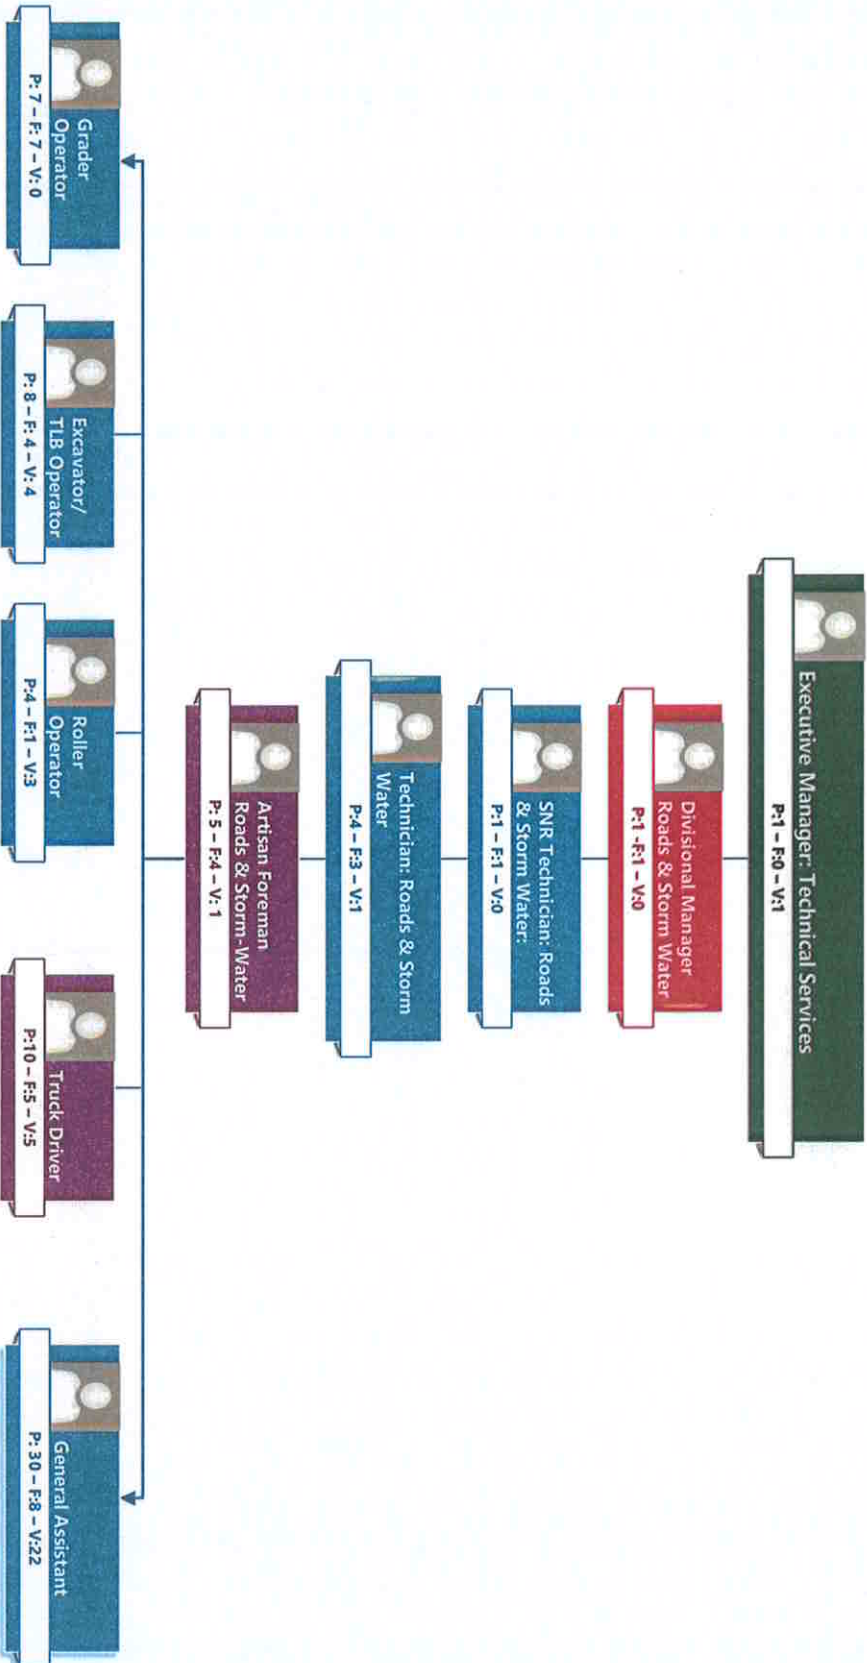 Executive Manager: Technical Services
P:1 – F:0 – V:1
Divisional Manager
Roads & Storm Water
P:1 -F:1 – V:0
SNR Technician: Roads
& Storm Water:
P:1 – F:1 – V:0
Technician: Roads & Storm
Water
P:4 – F:3 – V:1
Artisan Foreman
Roads & Storm-Water
P: 5 – F:4 – V: 1
Grader
Operator
P: 7 – F: 7 – V: 0
Excavator/
TLB Operator
P: 8 – F: 4 – V: 4
Roller
Operator
P:4 – F:1 – V:3
Truck Driver
P:10 – F:5 – V:5
General Assistant
P: 30 – F:8 – V:22